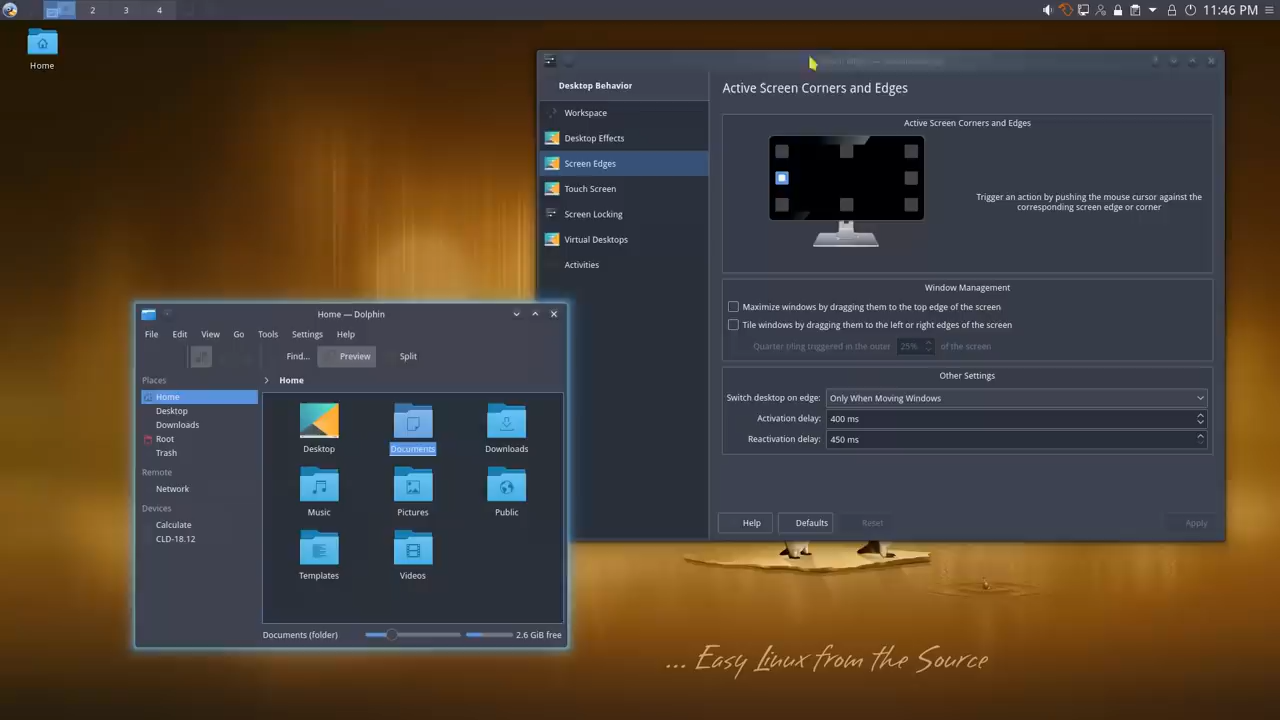 2
3
4
11:46 PM
Home
Desktop Behavior
Workspace
Desktop Effects
Screen Edges
Touch Screen
Screen Locking
Virtual Desktops
Activities
Active Screen Corners and Edges
Active Screen Corners and Edges
Trigger an action by pushing the mouse cursor against the
corresponding screen edge or corner
Window Management
Maximize windows by dragging them to the top edge of the screen
Tile windows by dragging them to the left or right edges of the screen
Quarter tiling triggered in the outer 25% of the screen
Other Settings
Switch desktop on edge: Only When Moving Windows
Activation delay: 400 ms
Reactivation delay: 450 ms
Help Defaults Reset Apply
Home — Dolphin
File Edit View Go Tools Settings Help
Find... Preview Split
Places
Home
Desktop
Downloads
Root
Trash
Remote
Network
Devices
Calculate
CLD-18.12
Home
Desktop Documents Downloads
Music Pictures Public
Templates Videos
Documents (folder) 2.6 GiB free
... Easy Linux from the Source